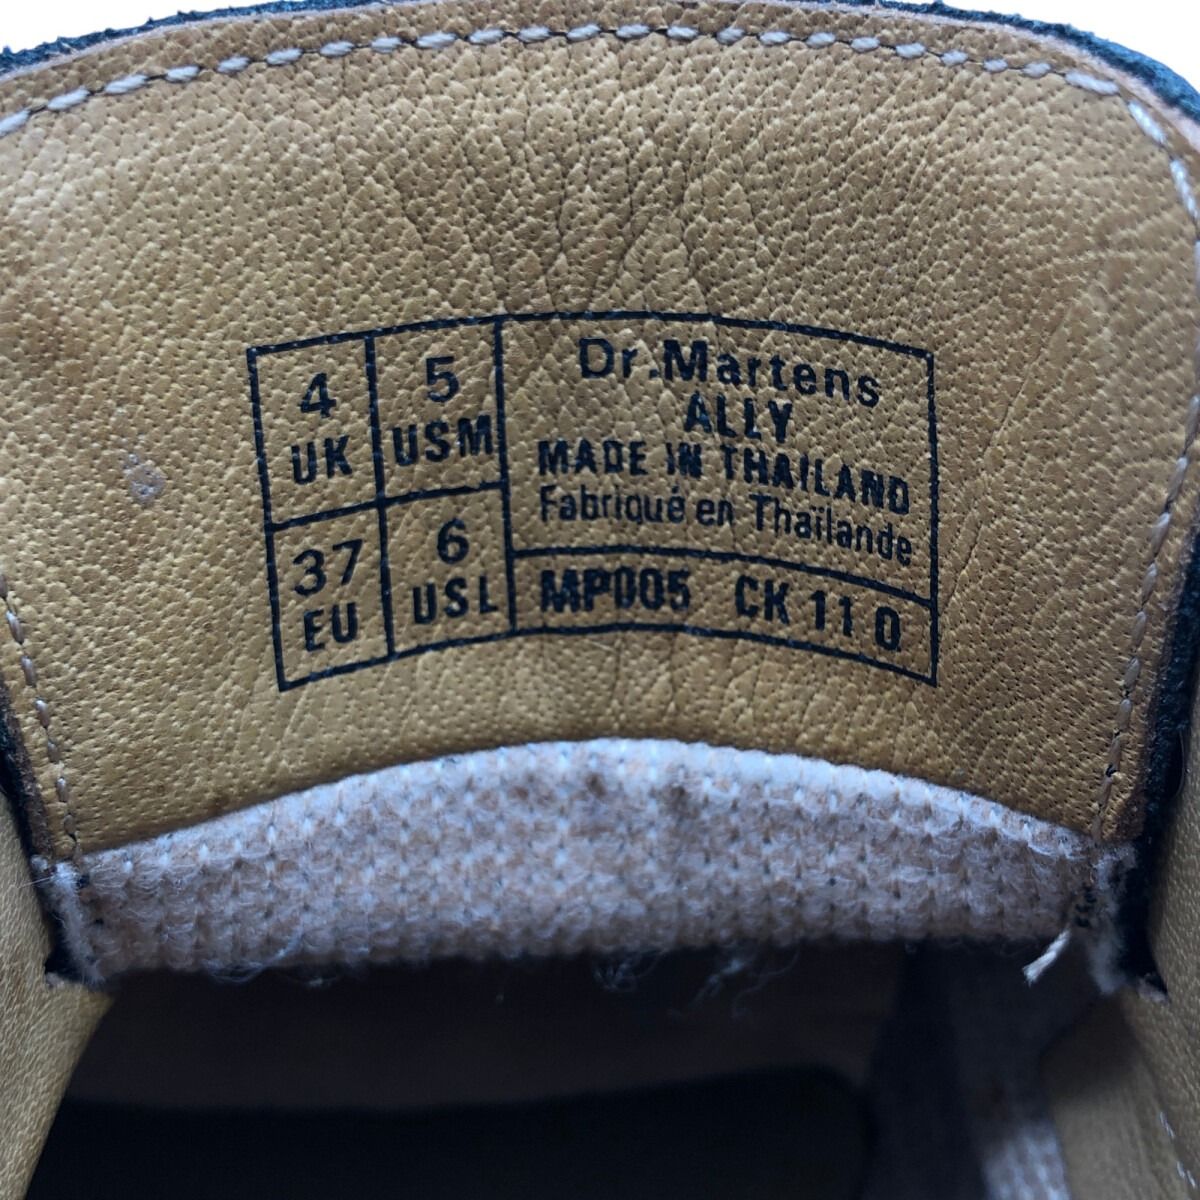 4 UK
5 USM
37 EU
6 USL
Dr.Martens
ALLY
MADE IN THAILAND
Fabriqué en Thaïlande
MP005 CK 11 0